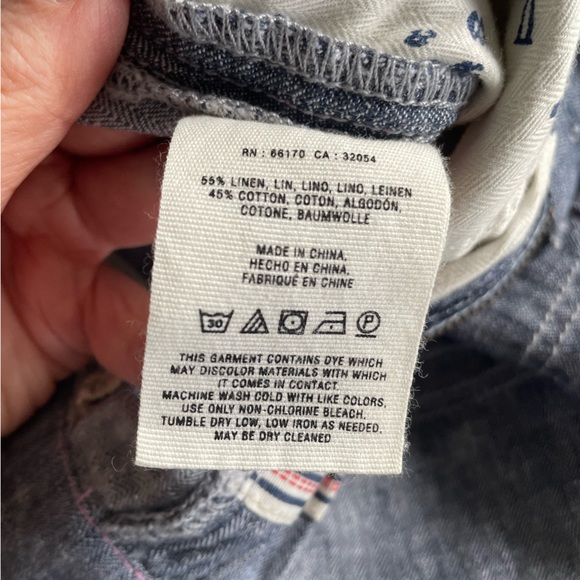 RN : 66170 CA : 32054
55% LINEN, LIN, LINO, LINO, LEINEN
45% COTTON, COTON, ALGODÓN,
COTONE, BAUMWOLLE
MADE IN CHINA,
HECHO EN CHINA,
FABRIQUÉ EN CHINE
30 P
THIS GARMENT CONTAINS DYE WHICH
MAY DISCOLOR MATERIALS WITH WHICH
IT COMES IN CONTACT.
MACHINE WASH COLD WITH LIKE COLORS,
USE ONLY NON-CHLORINE BLEACH.
TUMBLE DRY LOW, LOW IRON AS NEEDED.
MAY BE DRY CLEANED